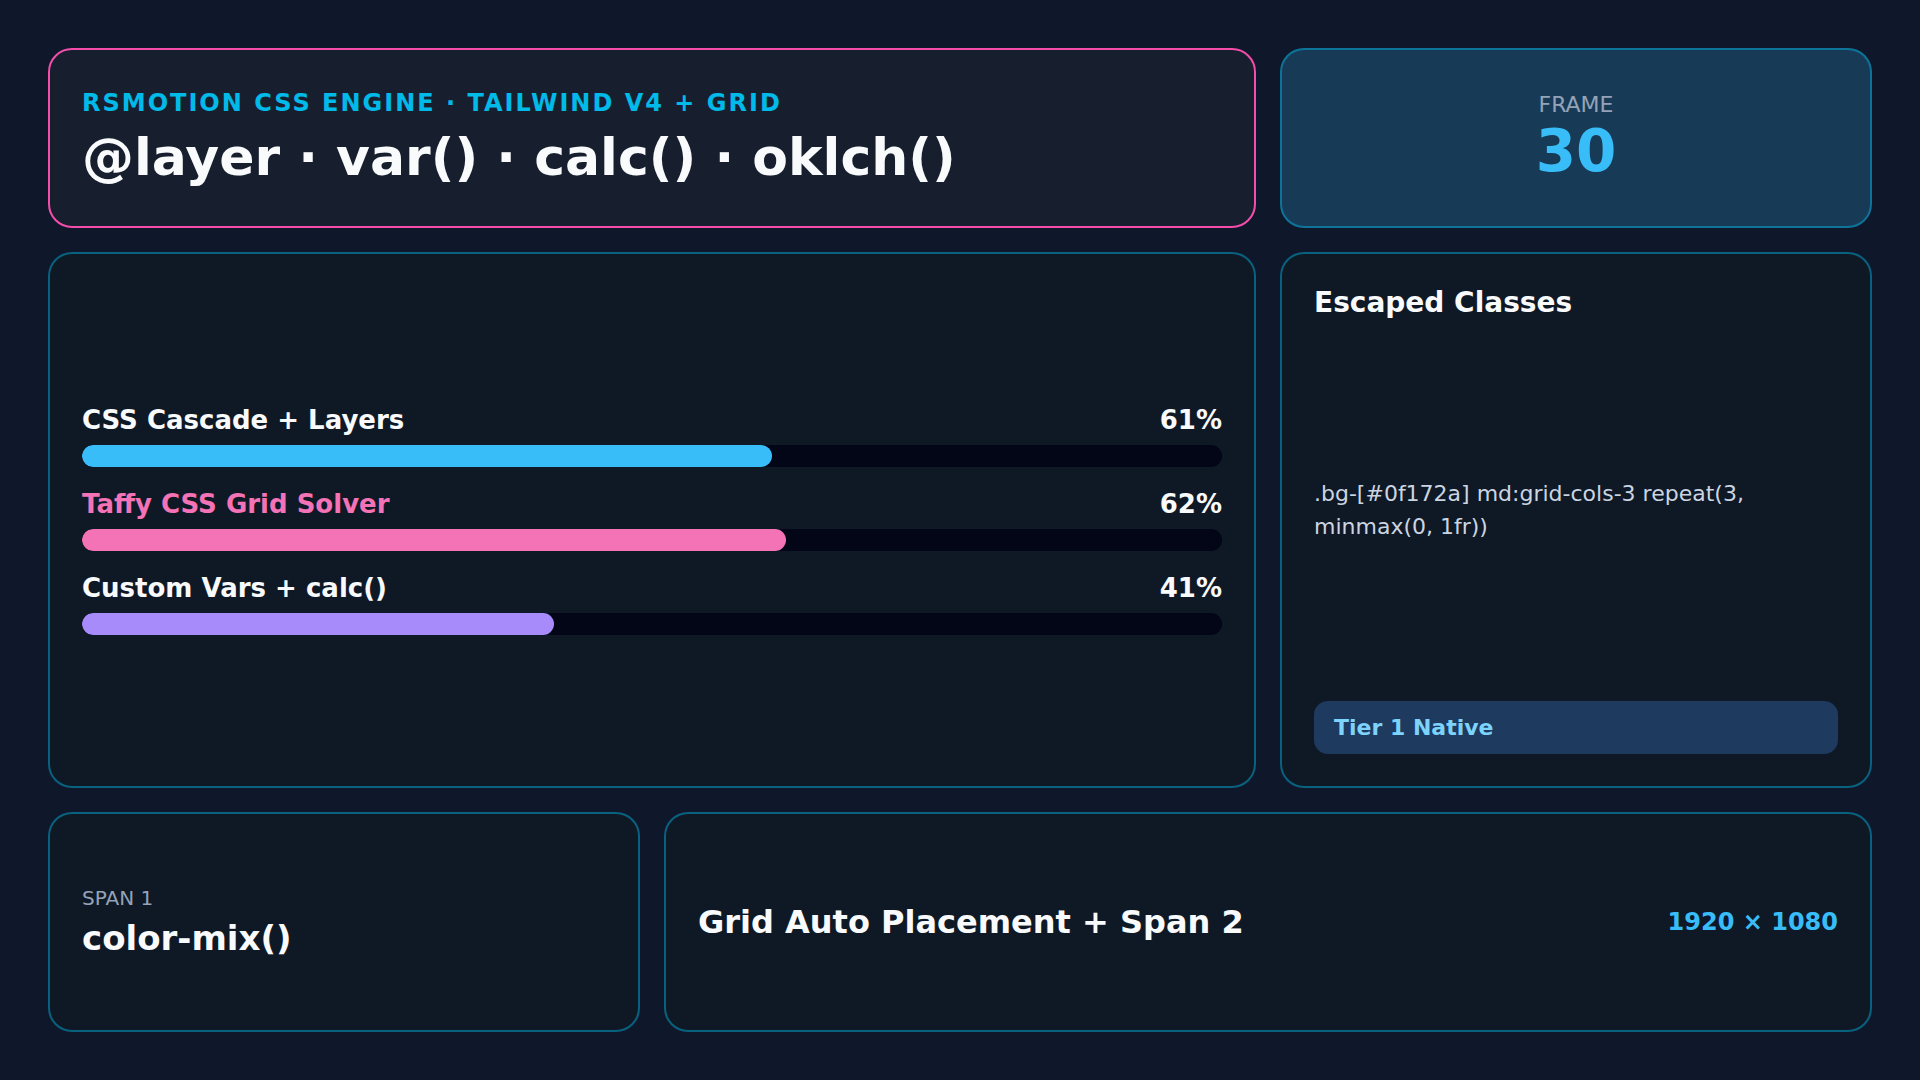 RSMOTION CSS ENGINE · TAILWIND V4 + GRID
@layer · var() · calc() · oklch()
FRAME
30
CSS Cascade + Layers 61%
Taffy CSS Grid Solver 62%
Custom Vars + calc() 41%
Escaped Classes
.bg-[#0f172a] md:grid-cols-3 repeat(3,
minmax(0, 1fr))
Tier 1 Native
SPAN 1
color-mix()
Grid Auto Placement + Span 2
1920 × 1080